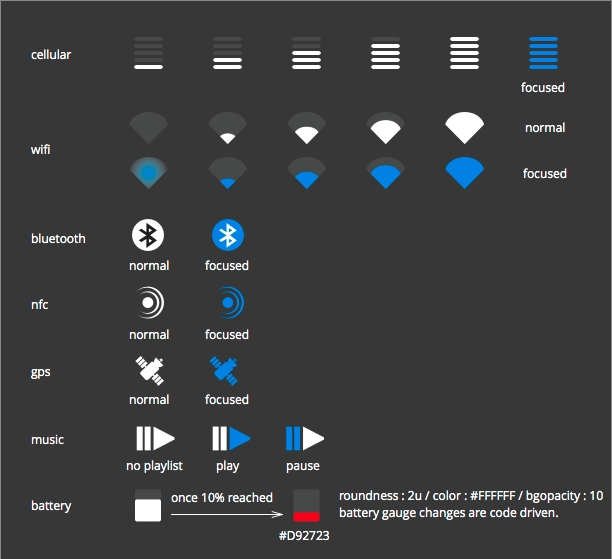 cellular
focused
normal
wifi
focused
bluetooth
normal focused
nfc
normal focused
gps
normal focused
music
no playlist play pause
battery
once 10% reached
roundness : 2u / color : #FFFFFF / bgopacity : 10
battery gauge changes are code driven.
#D92723